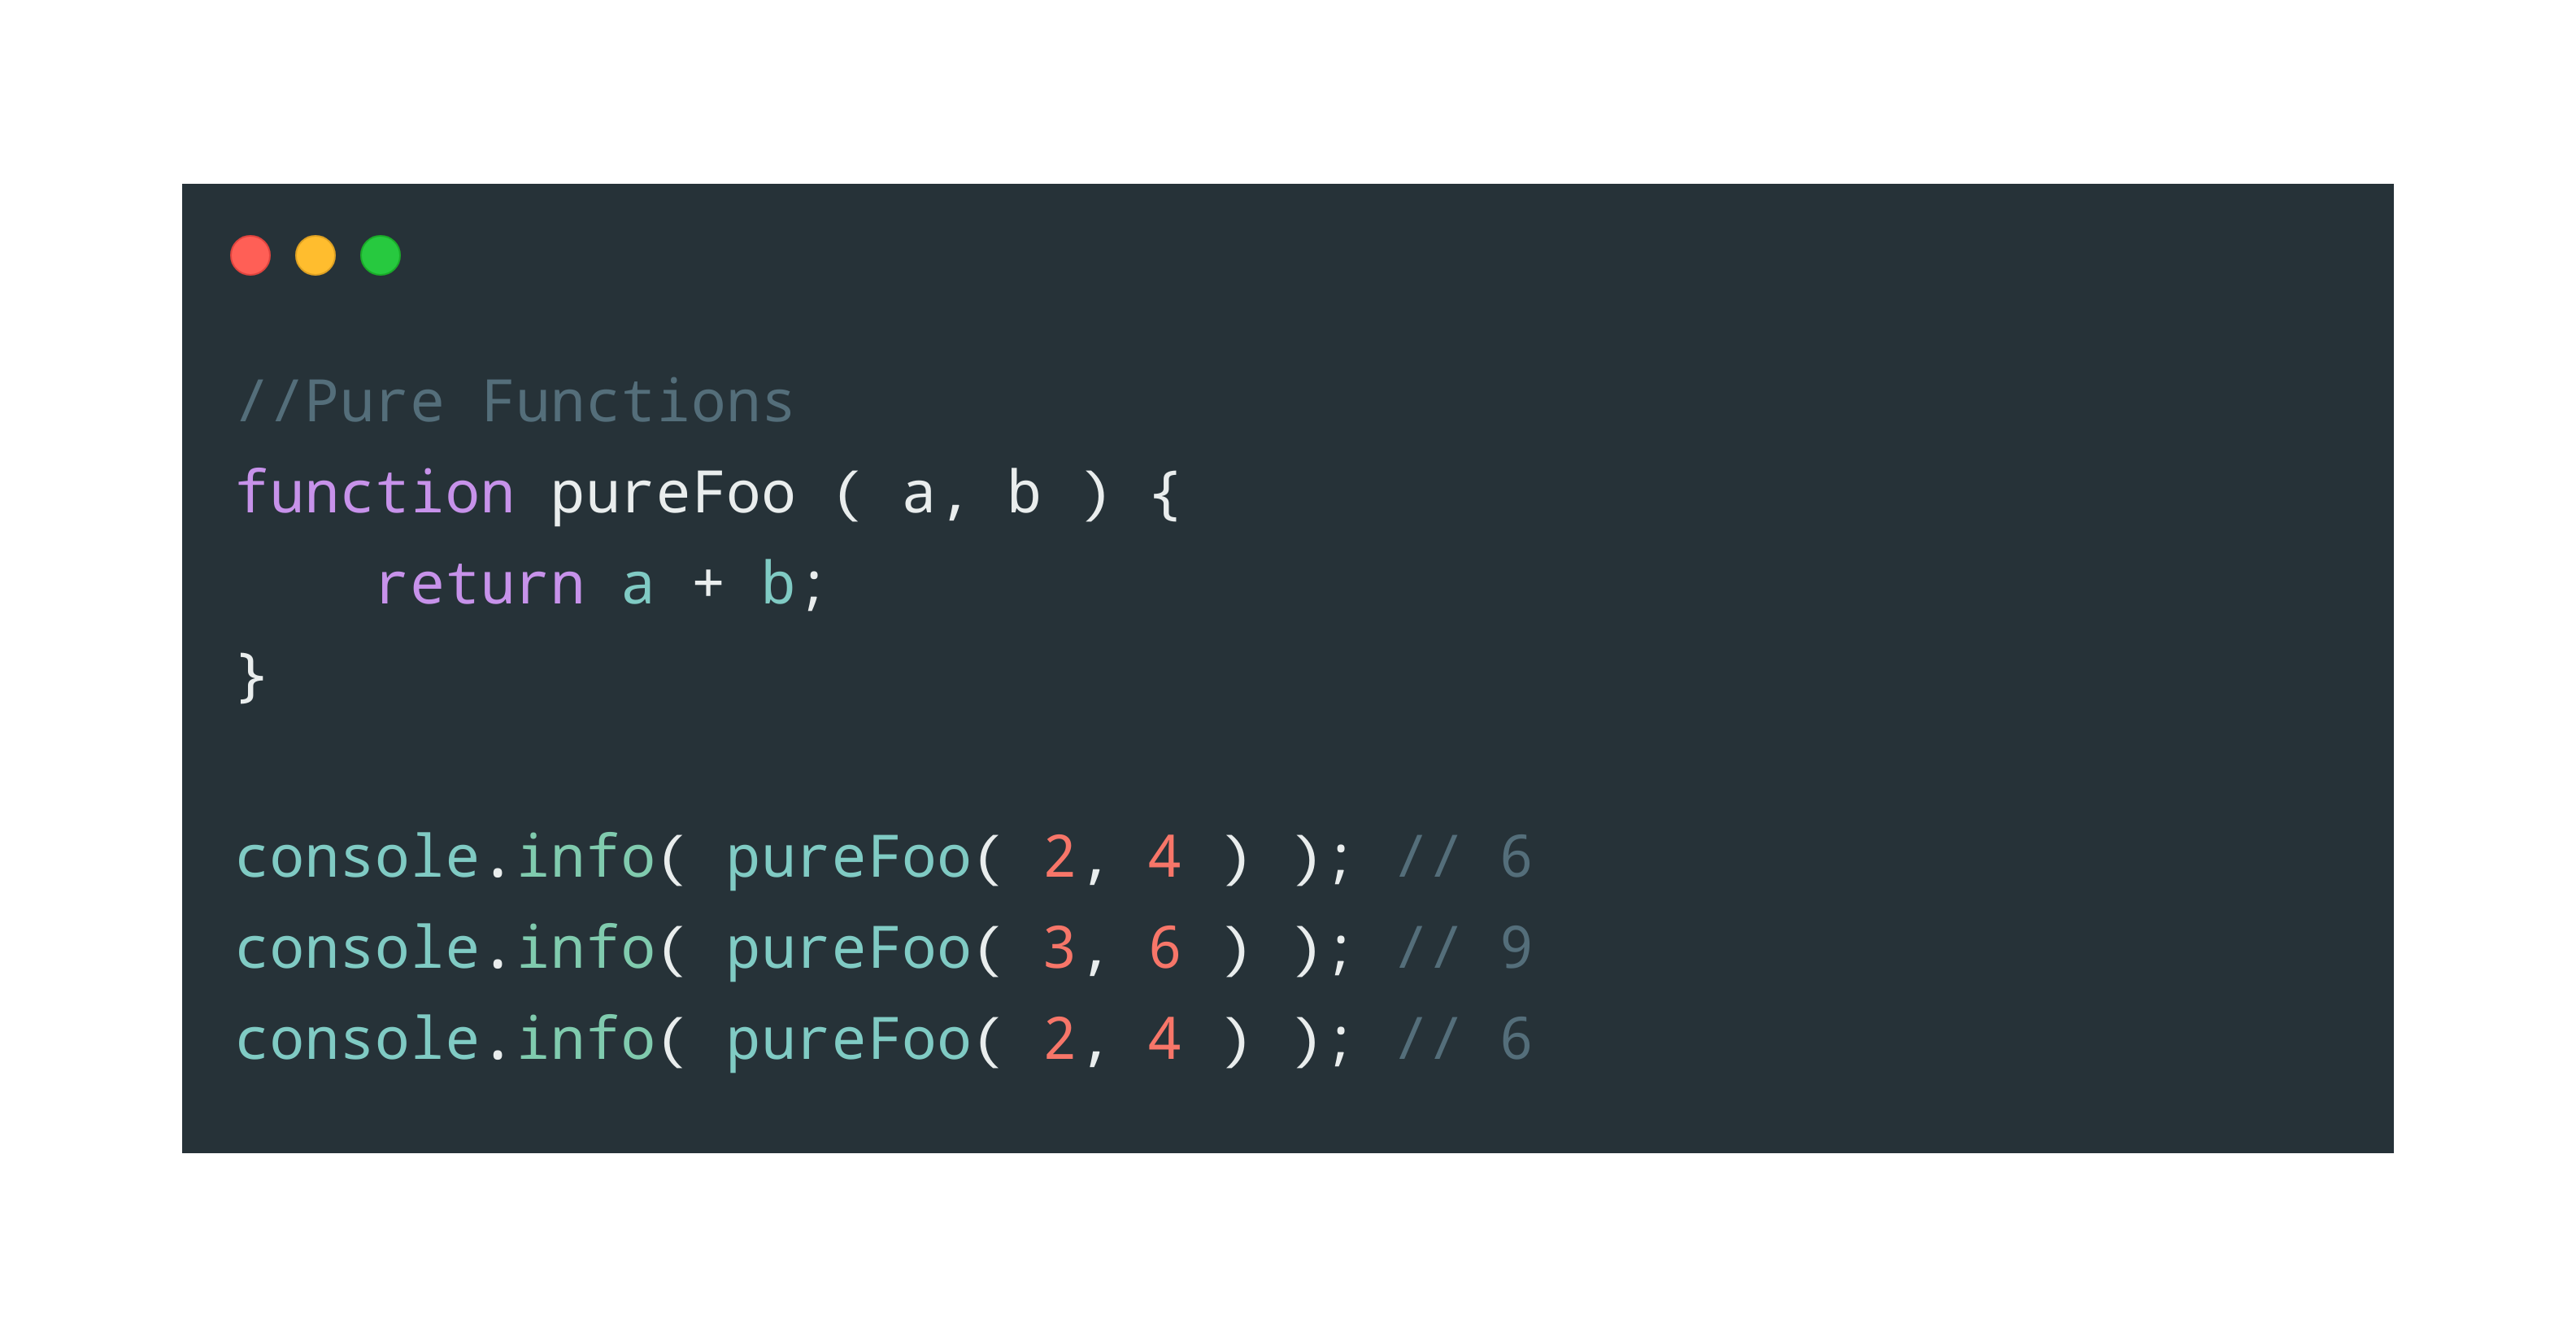 //Pure Functions
function pureFoo ( a, b ) {
    return a + b;
}
console.info( pureFoo( 2, 4 ) ); // 6
console.info( pureFoo( 3, 6 ) ); // 9
console.info( pureFoo( 2, 4 ) ); // 6